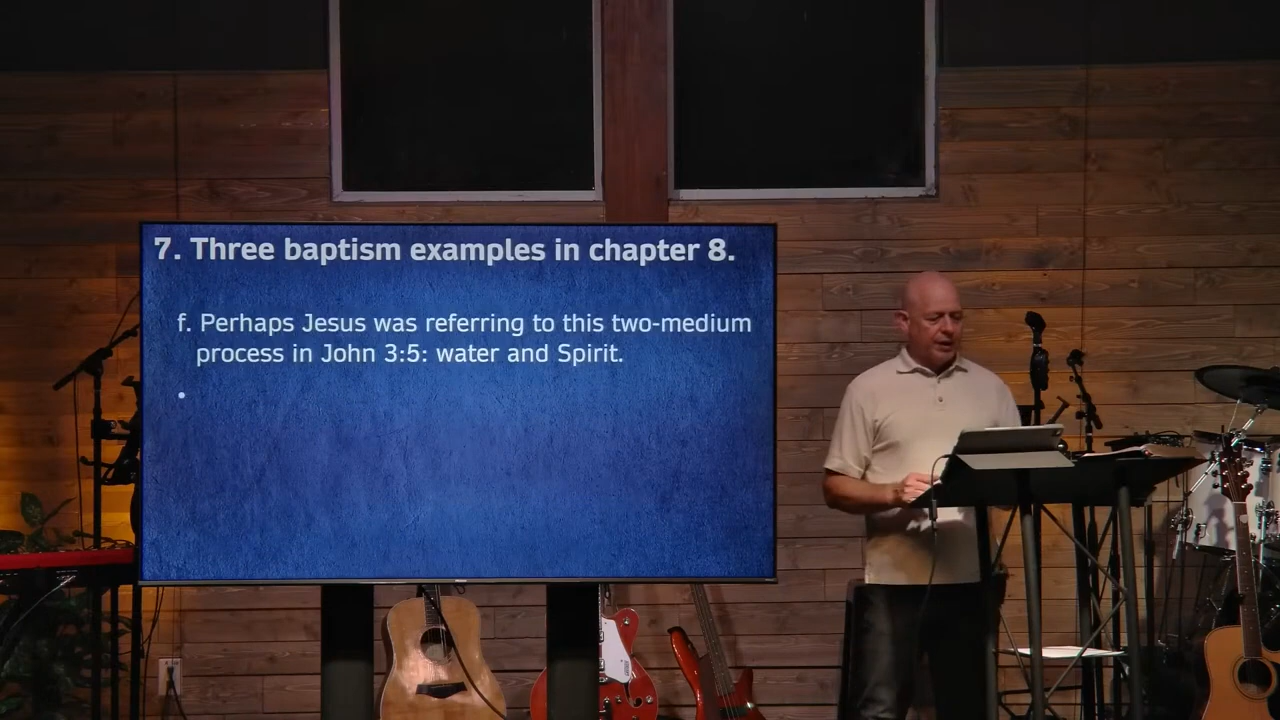 7. Three baptism examples in chapter 8.
f. Perhaps Jesus was referring to this two-medium
process in John 3:5: water and Spirit.
•